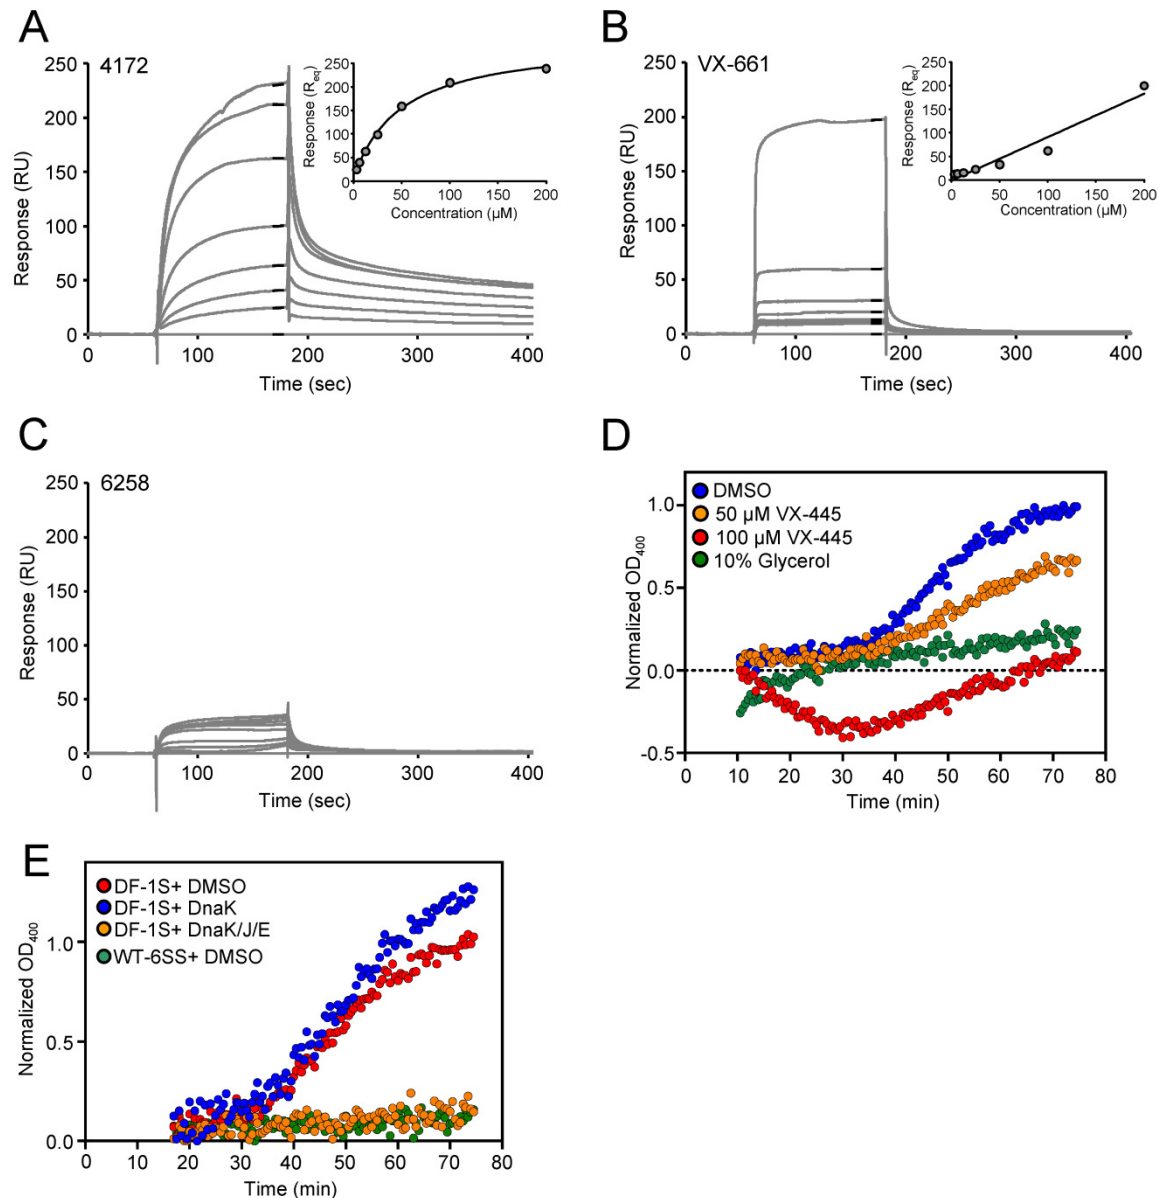 A
4172
250
200
150
100
50
0
Response (RU)
0
100
200
300
400
Time (sec)
Response (Req)
250
200
150
100
50
0
0
50
100
150
200
Concentration (µM)
B
VX-661
250
200
150
100
50
0
Response (RU)
0
100
200
300
400
Time (sec)
Response (Req)
250
200
150
100
50
0
0
50
100
150
200
Concentration (µM)
C
6258
250
200
150
100
50
0
Response (RU)
0
100
200
300
400
Time (sec)
D
DMSO
50 µM VX-445
100 µM VX-445
10% Glycerol
1.0
0.5
0.0
-0.5
Normalized OD400
0
10
20
30
40
50
60
70
80
Time (min)
E
DF-1S+ DMSO
DF-1S+ DnaK
DF-1S+ DnaK/J/E
WT-6SS+ DMSO
1.0
0.5
0.0
Normalized OD400
0
10
20
30
40
50
60
70
80
Time (min)